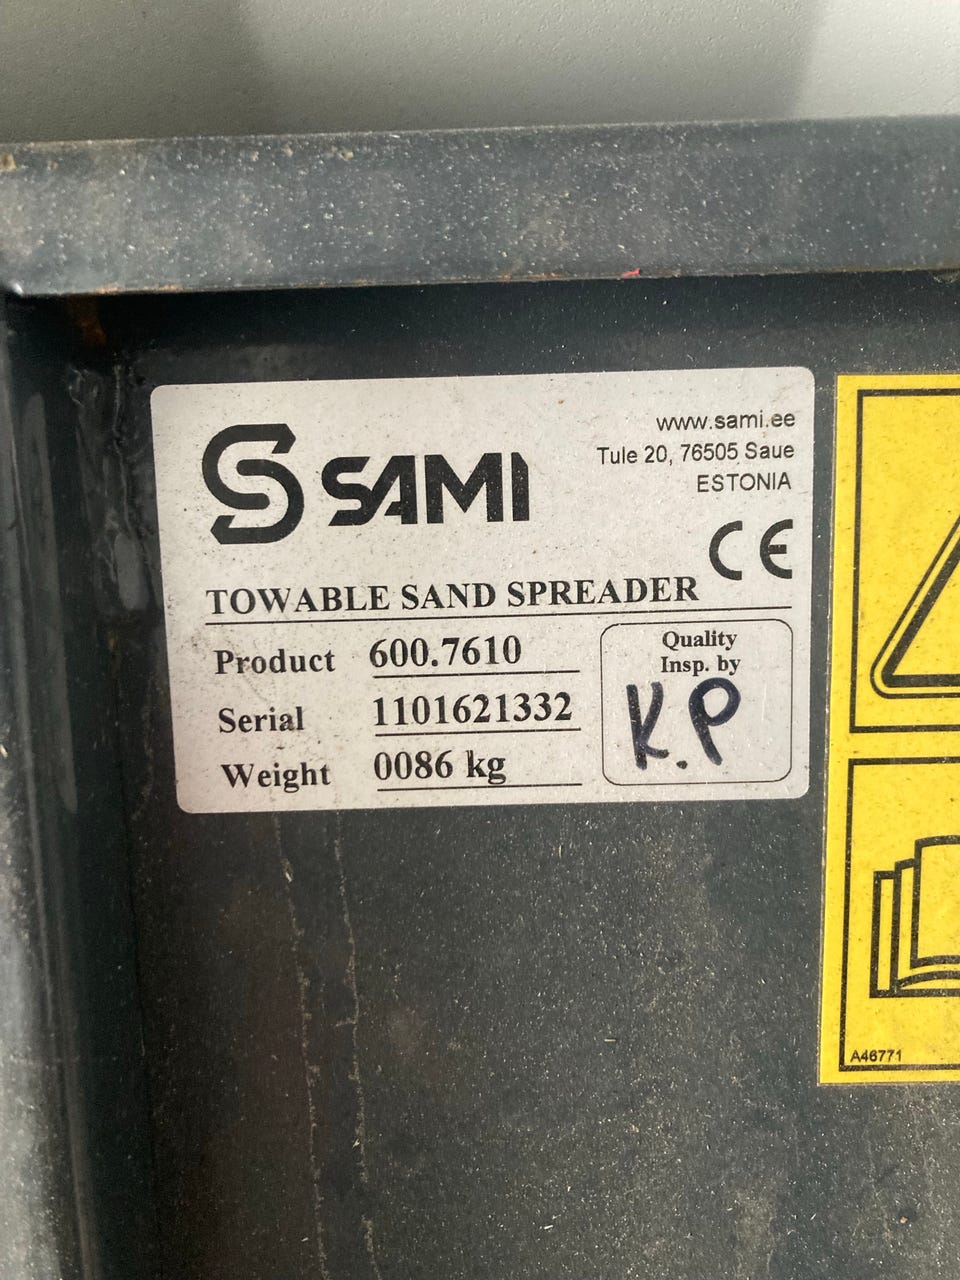 SAMI
www.sami.ee
Tule 20, 76505 Saue
ESTONIA
CE
TOWABLE SAND SPREADER
Product 600.7610
Serial 1101621332
Weight 0086 kg
Quality
Insp. by
K.P
A46771